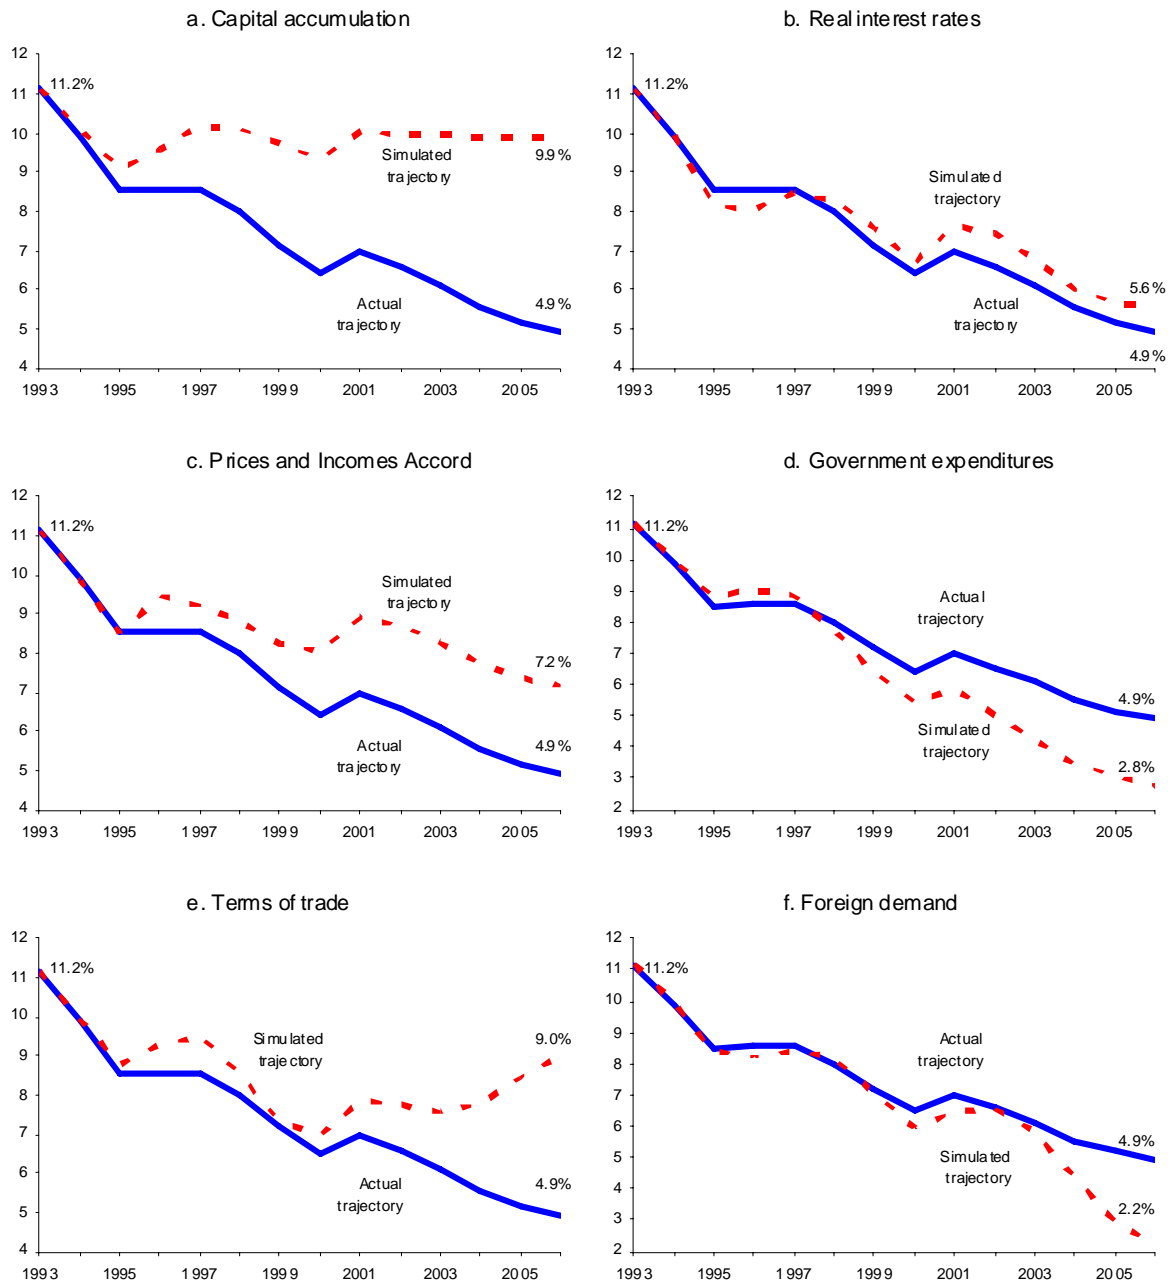 a. Capital accumulation
12
11
10
9
8
7
6
5
4
11.2%
Simulated
trajectory
9.9%
Actual
trajectory
4.9%
1993 1995 1997 1999 2001 2003 2005
b. Real interest rates
12
11
10
9
8
7
6
5
4
11.2%
Simulated
trajectory
5.6%
Actual
trajectory
4.9%
1993 1995 1997 1999 2001 2003 2005
c. Prices and Incomes Accord
12
11
10
9
8
7
6
5
4
11.2%
Simulated
trajectory
7.2%
Actual
trajectory
4.9%
1993 1995 1997 1999 2001 2003 2005
d. Government expenditures
12
11
10
9
8
7
6
5
4
3
2
11.2%
Actual
trajectory
4.9%
Simulated
trajectory
2.8%
1993 1995 1997 1999 2001 2003 2005
e. Terms of trade
12
11
10
9
8
7
6
5
4
11.2%
Simulated
trajectory
9.0%
Actual
trajectory
4.9%
1993 1995 1997 1999 2001 2003 2005
f. Foreign demand
12
11
10
9
8
7
6
5
4
3
2
11.2%
Actual
trajectory
4.9%
Simulated
trajectory
2.2%
1993 1995 1997 1999 2001 2003 2005